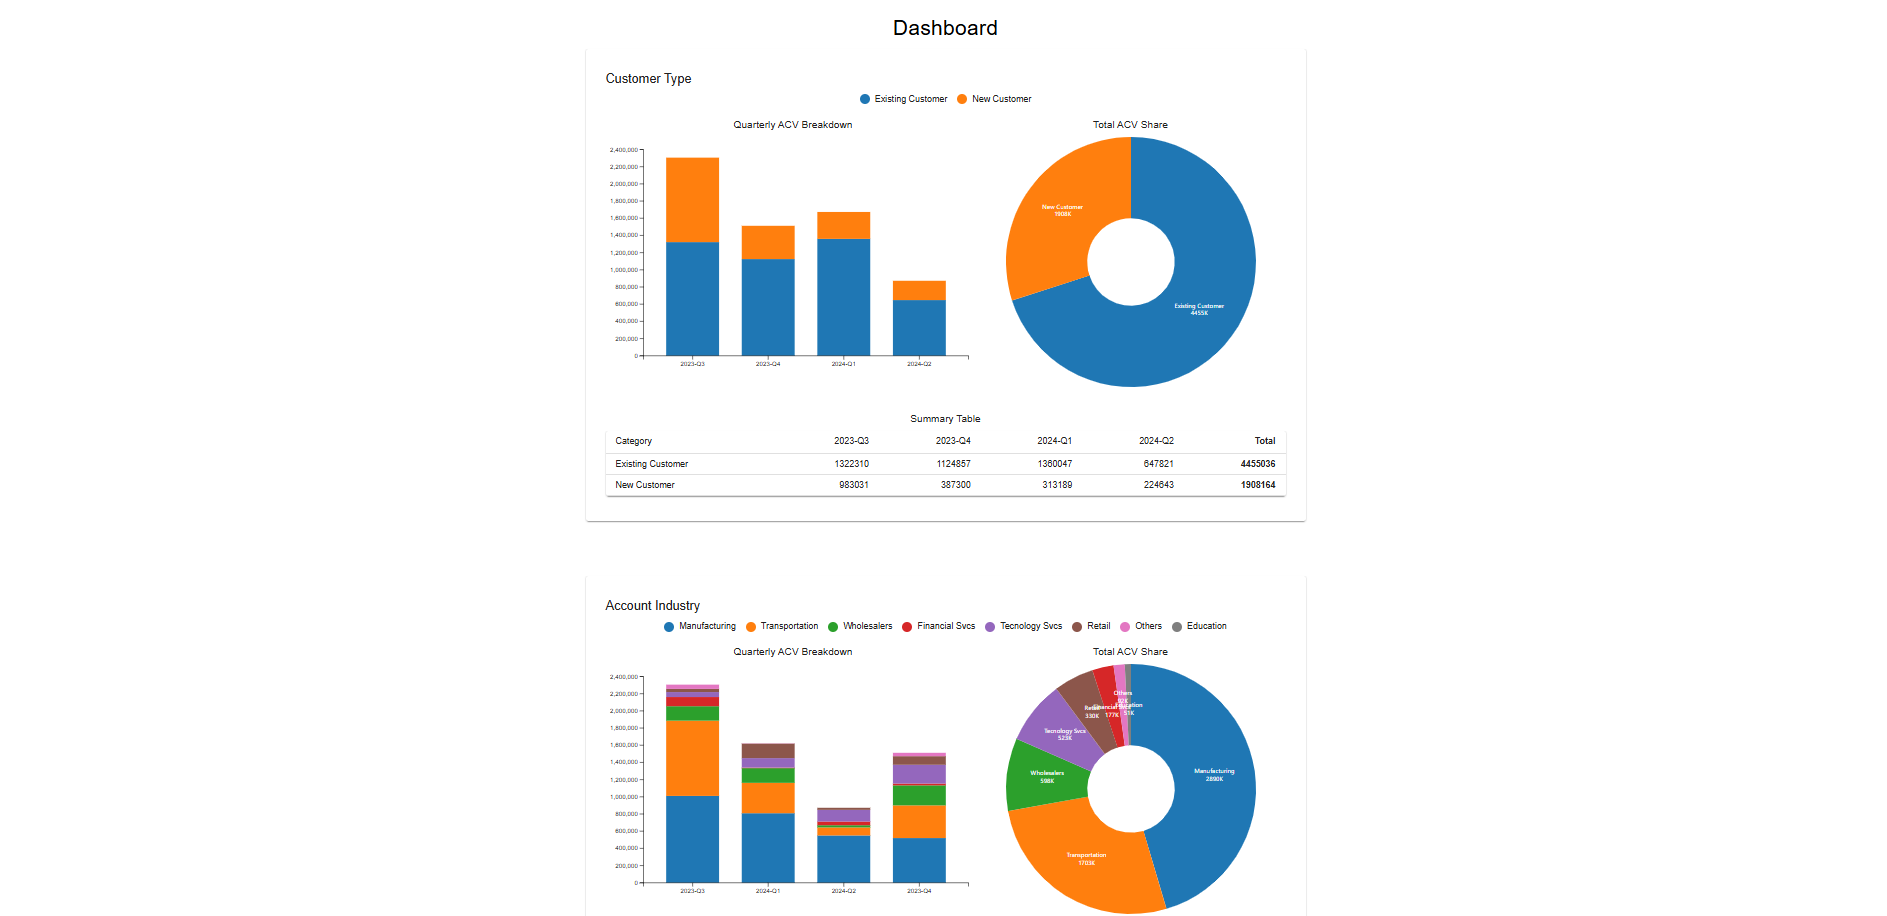 Dashboard
Customer Type
Existing Customer New Customer
Quarterly ACV Breakdown
2,400,000
2,200,000
2,000,000
1,800,000
1,600,000
1,400,000
1,200,000
1,000,000
800,000
600,000
400,000
200,000
0
2023-Q3 2023-Q4 2024-Q1 2024-Q2
Total ACV Share
New Customer
1908K
Existing Customer
4455K
Summary Table
Category 2023-Q3 2023-Q4 2024-Q1 2024-Q2 Total
Existing Customer 1322310 1124857 1360047 647821 4455036
New Customer 983031 387300 313189 224643 1908164
Account Industry
Manufacturing Transportation Wholesalers Financial Svcs Tecnology Svcs Retail Others Education
Quarterly ACV Breakdown
2,400,000
2,200,000
2,000,000
1,800,000
1,600,000
1,400,000
1,200,000
1,000,000
800,000
600,000
400,000
200,000
0
2023-Q3 2024-Q1 2024-Q2 2023-Q4
Total ACV Share
Others
Retail
330K
Financial Svcs
177K
Education
51K
Tecnology Svcs
523K
Wholesalers
598K
Manufacturing
2890K
Transportation
1703K